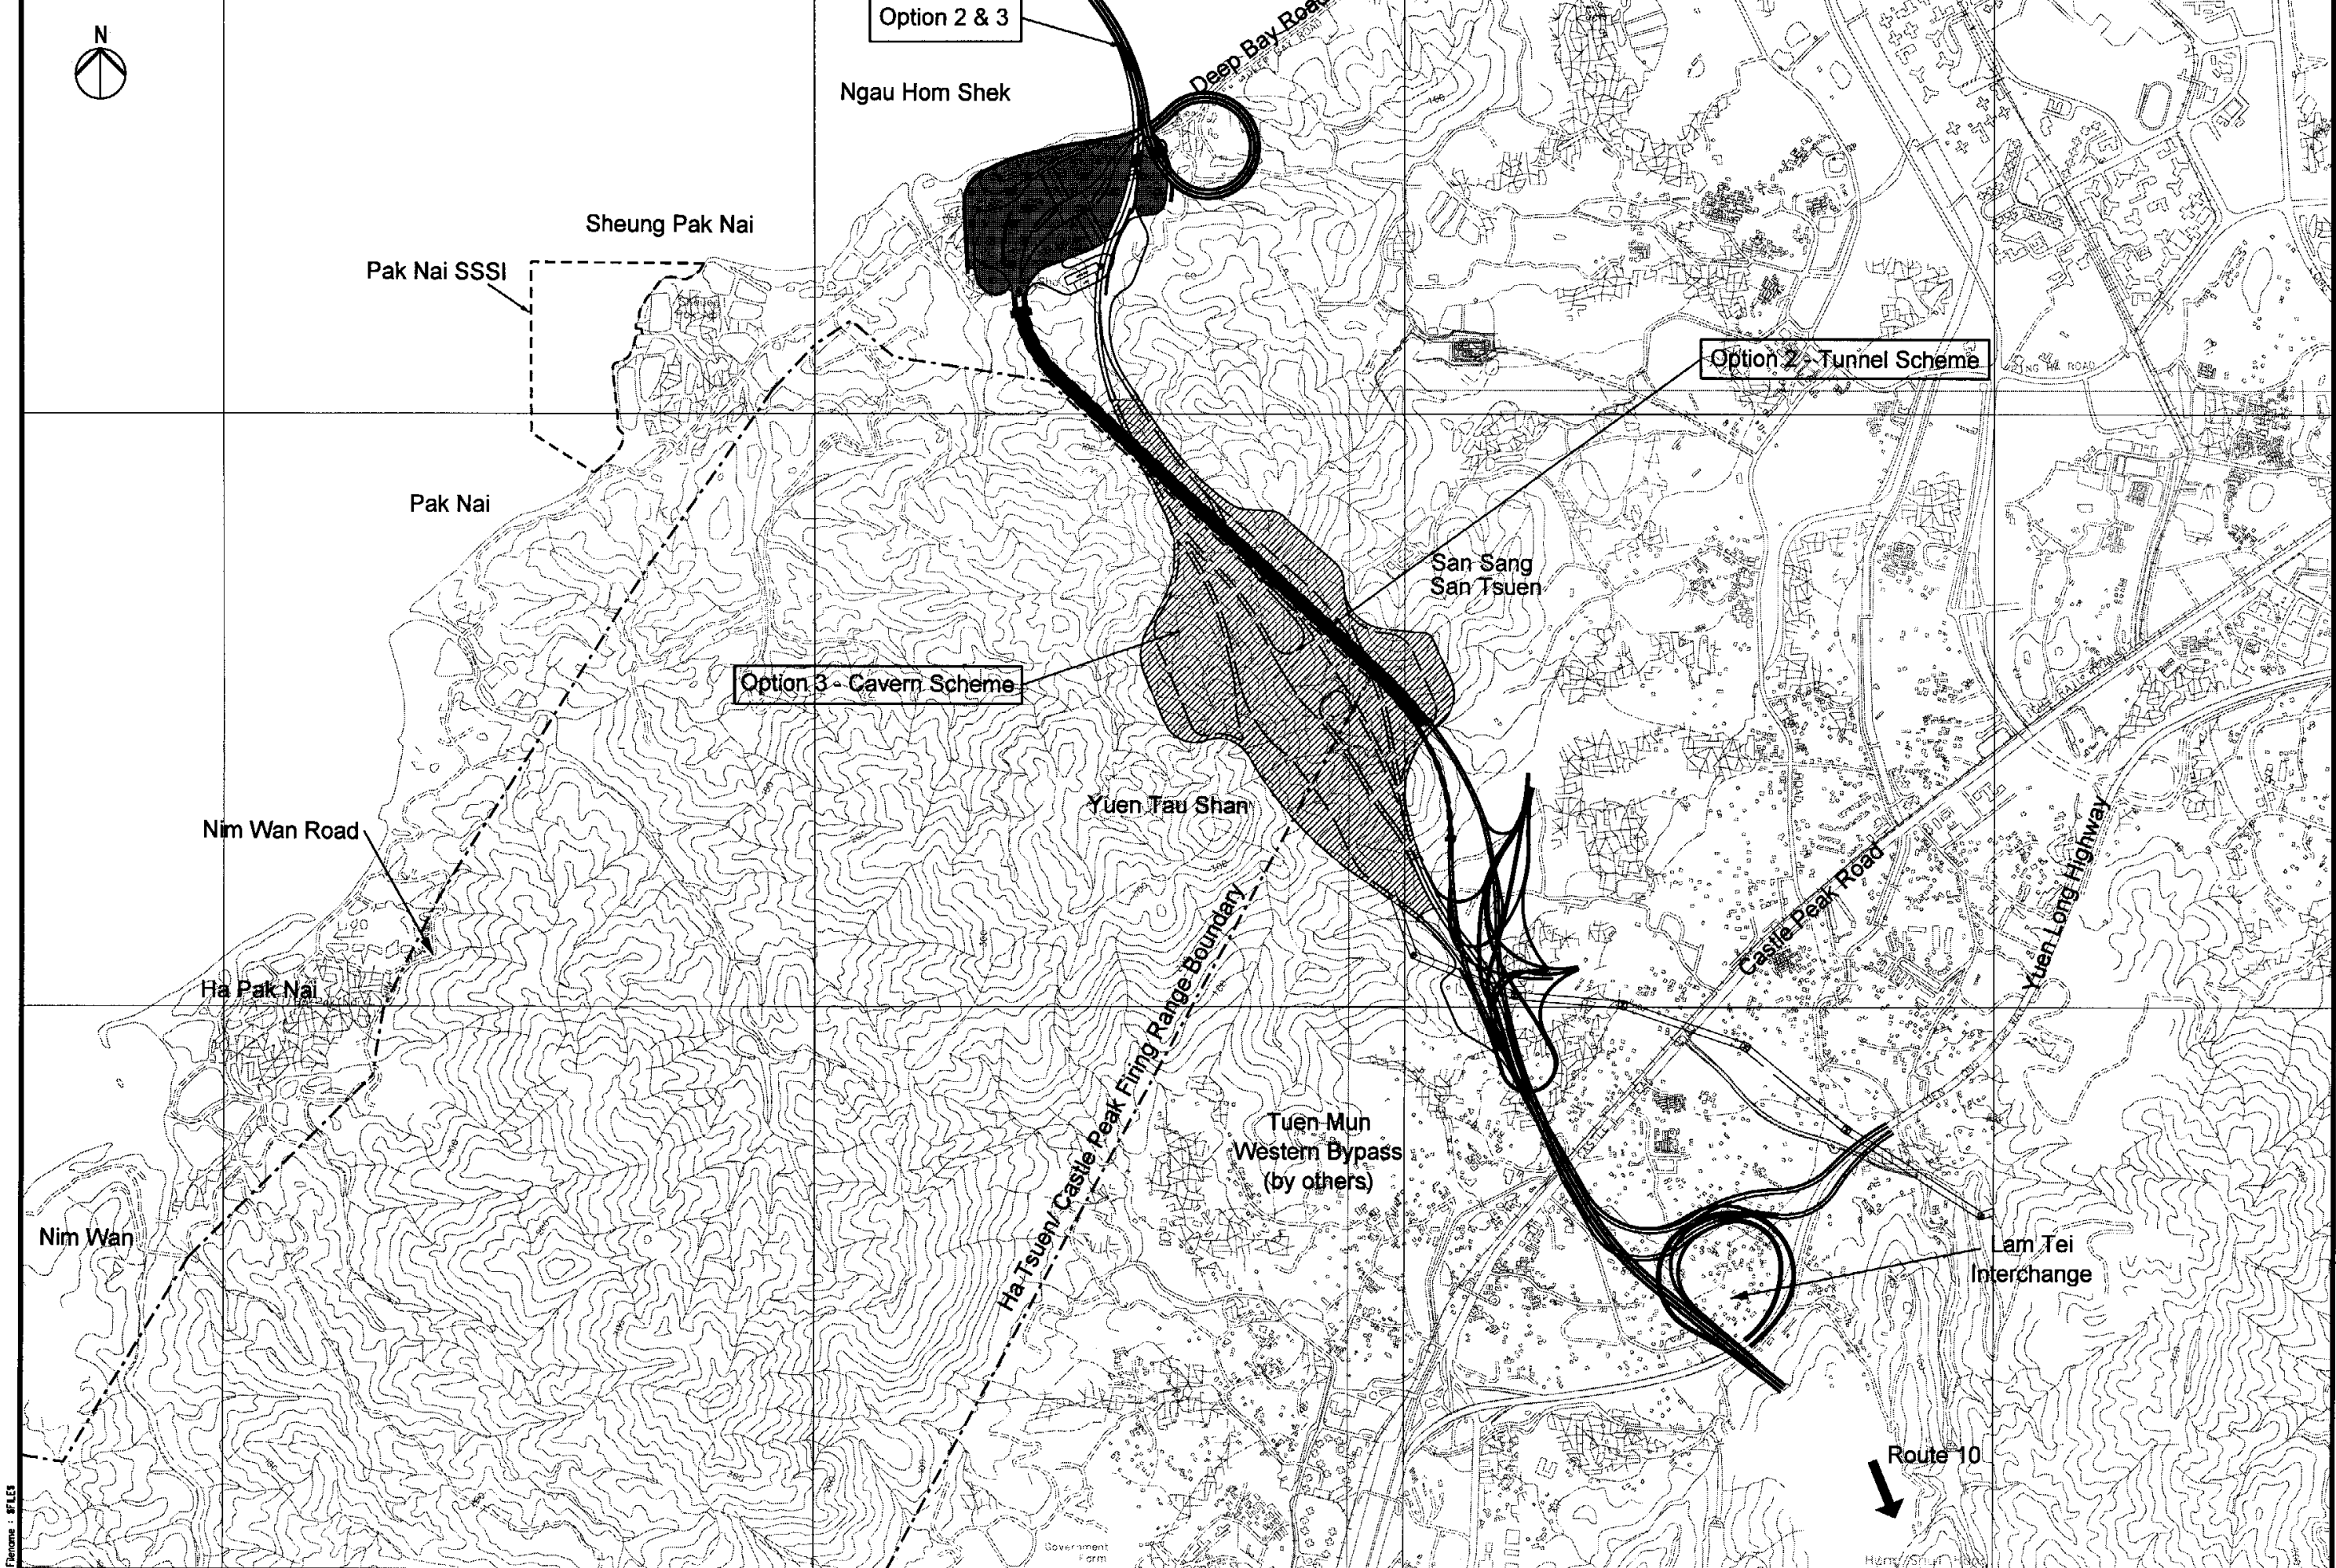 Option 2 & 3
Deep Bay Road
N
Ngau Hom Shek
Sheung Pak Nai
Pak Nai SSSI
Option 2 - Tunnel Scheme
Pak Nai
San Sang
San Tsuen
Option 3 - Cavern Scheme
Yuen Tau Shan
Nim Wan Road
Castle Peak Road
Yuen Long Highway
Ha Pak Nai
Ha Tsuen/ Castle Peak Firing Range Boundary
Tuen Mun
Western Bypass
(by others)
Nim Wan
Lam Tei
Interchange
Route 10
Government
Farm
Filename : $FILE$